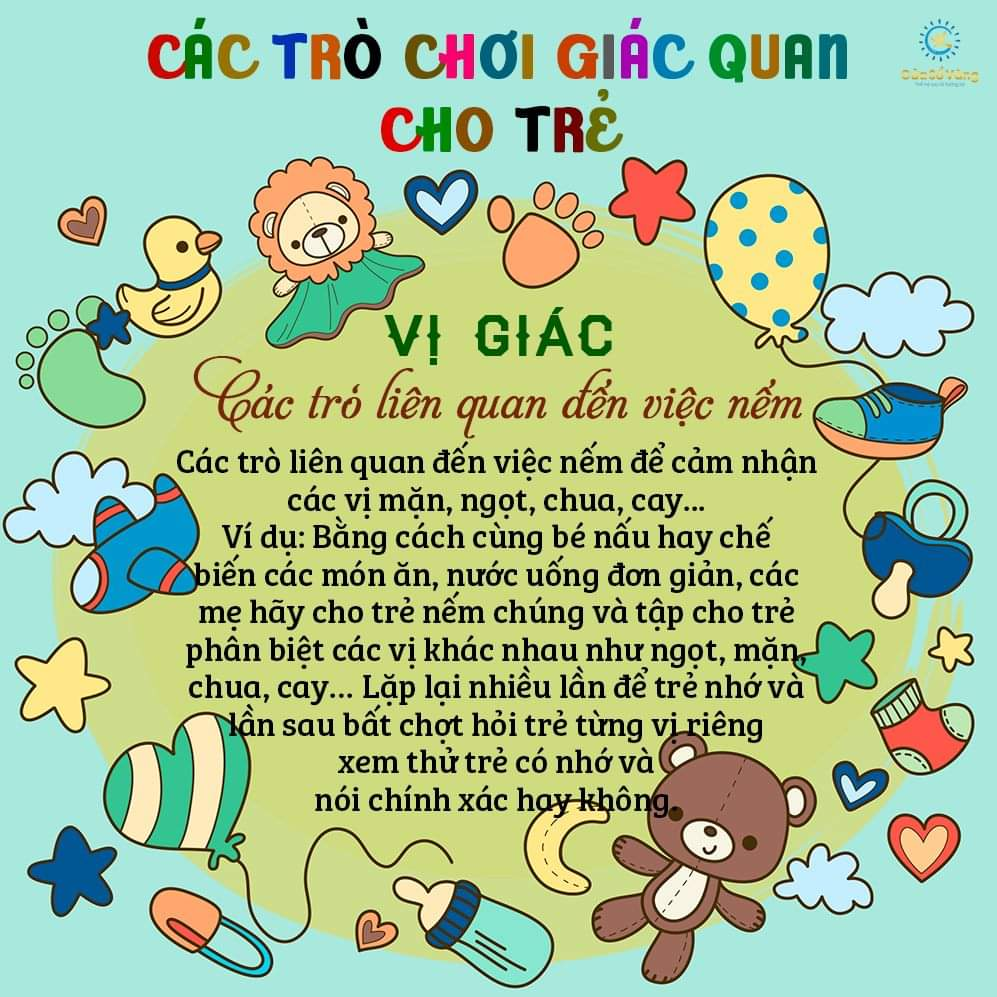 CÁC TRÒ CHƠI GIÁC QUAN
CHO TRẺ
VỊ GIÁC
Các trò liên quan đến việc nếm
Các trò liên quan đến việc nếm để cảm nhận
các vị mặn, ngọt, chua, cay...
Ví dụ: Bằng cách cùng bé nấu hay chế
biến các món ăn, nước uống đơn giản, các
mẹ hãy cho trẻ nếm chúng và tập cho trẻ
phân biệt các vị khác nhau như ngọt, mặn,
chua, cay... Lặp lại nhiều lần để trẻ nhớ và
lần sau bất chợt hỏi trẻ từng vị riêng
xem thử trẻ có nhớ và
nói chính xác hay không.